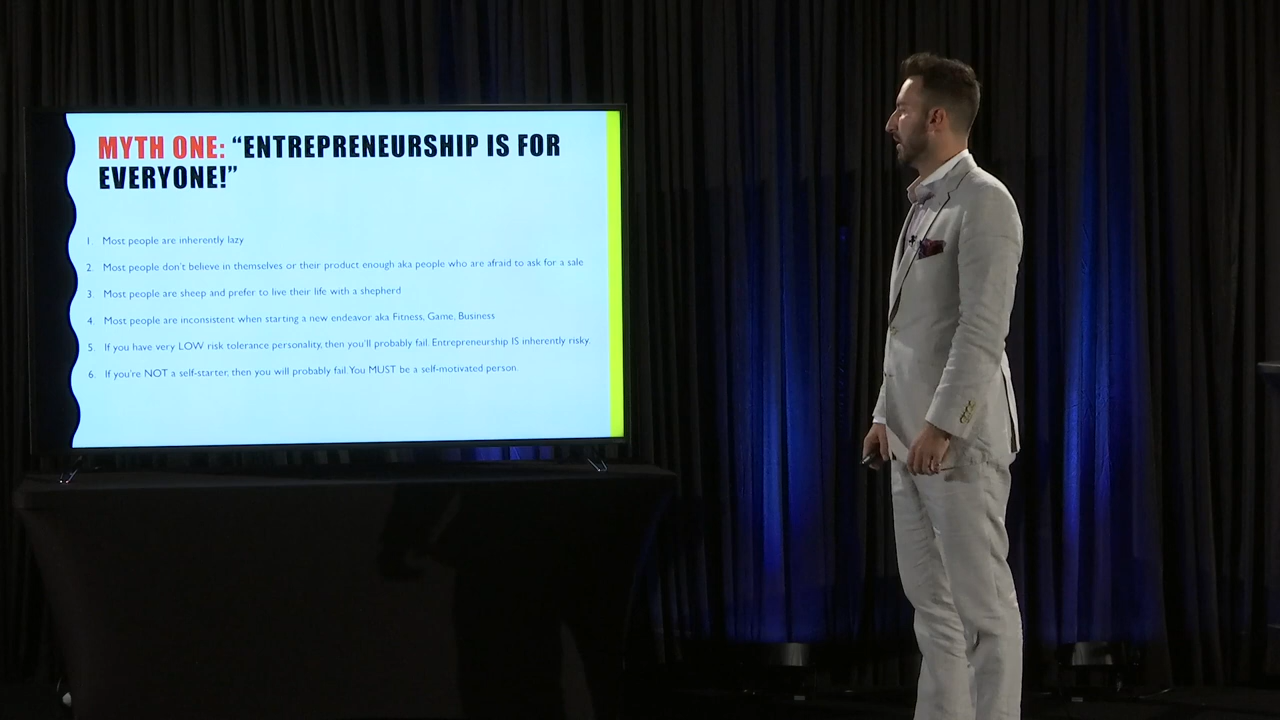 MYTH ONE: “ENTREPRENEURSHIP IS FOR
EVERYONE!”
1. Most people are inherently lazy
2. Most people don't believe in themselves or their product enough aka people who are afraid to ask for a sale
3. Most people are sheep and prefer to live their life with a shepherd
4. Most people are inconsistent when starting a new endeavor aka Fitness, Game, Business
5. If you have very LOW risk tolerance personality, then you'll probably fail. Entrepreneurship IS inherently risky.
6. If you're NOT a self-starter, then you will probably fail. You MUST be a self-motivated person